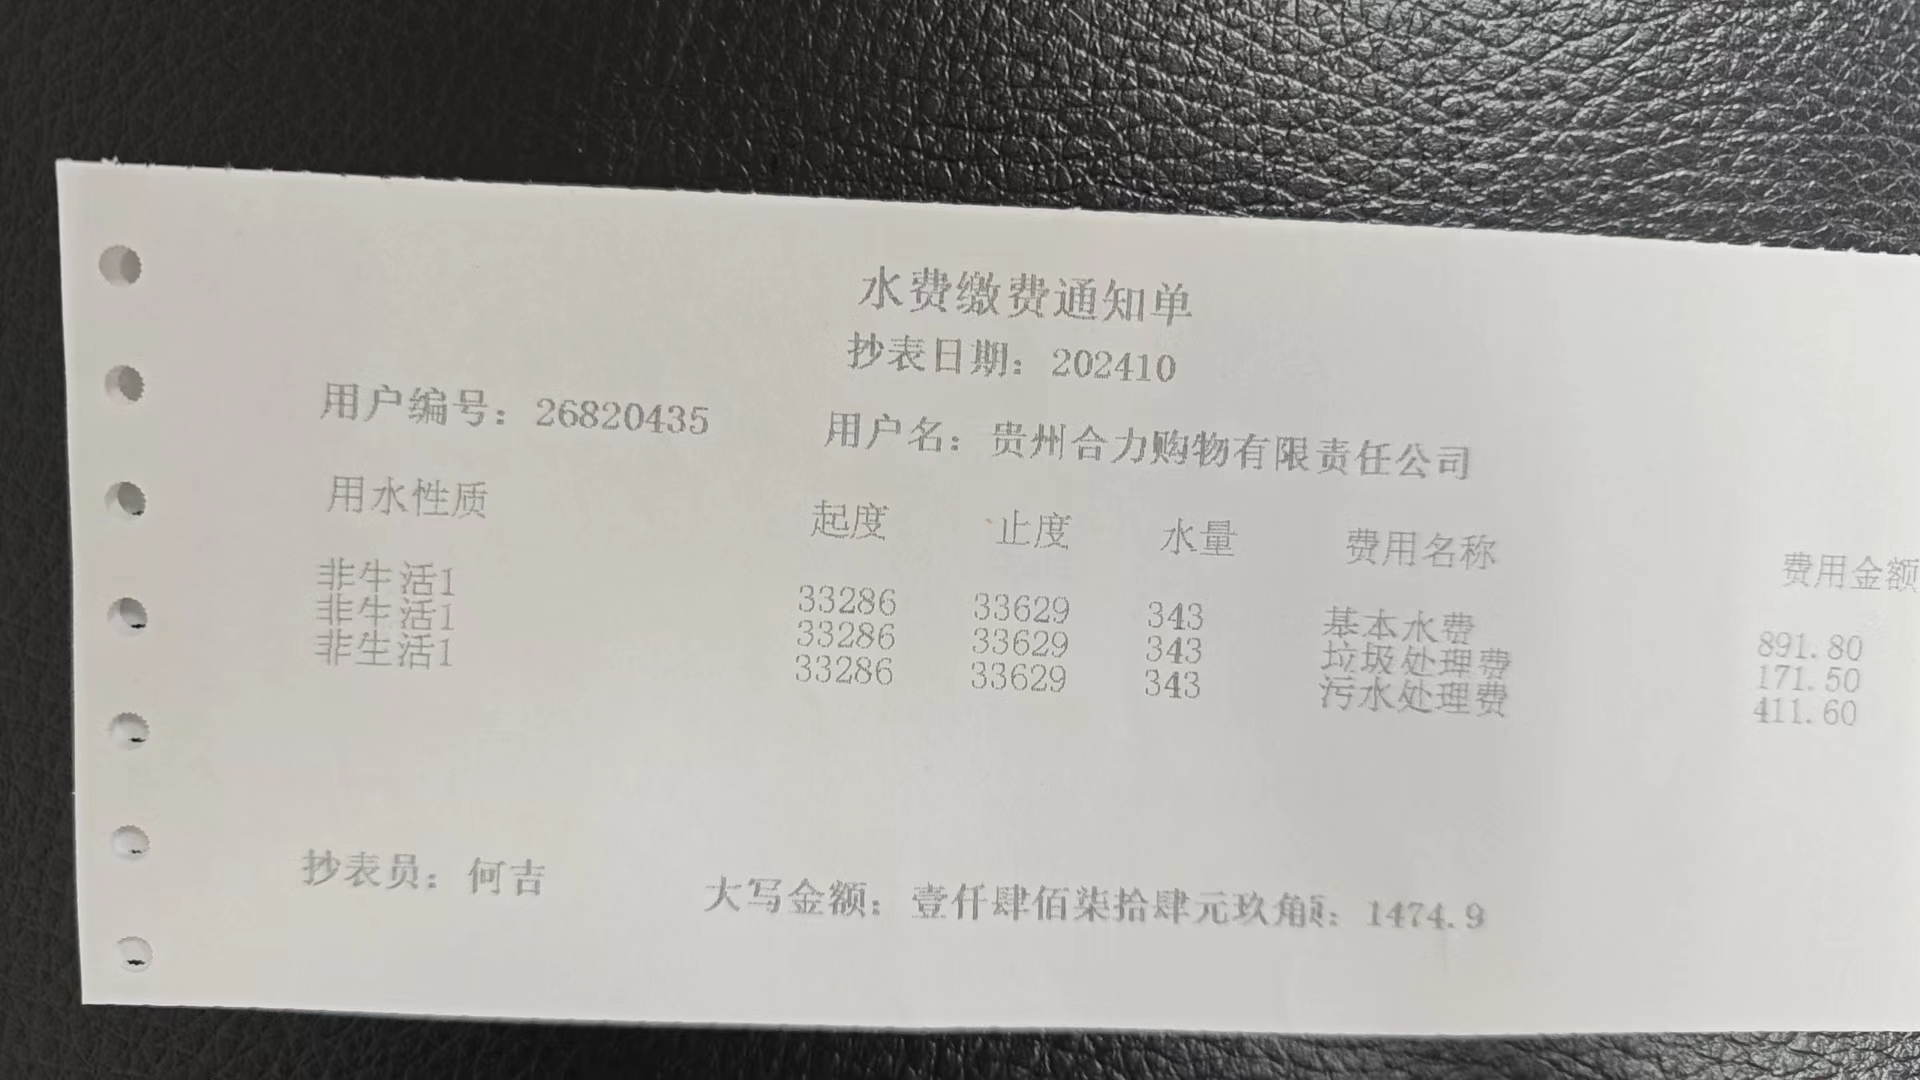 水费缴费通知单
抄表日期：202410
用户编号：26820435 用户名：贵州合力购物有限责任公司
用水性质 起度 止度 水量 费用名称 费用金额
非生活1 33286 33629 343 基本水费 891.80
非生活1 33286 33629 343 垃圾处理费 171.50
非生活1 33286 33629 343 污水处理费 411.60
抄表员：何吉 大写金额：壹仟肆佰柒拾肆元玖角 ：1474.9